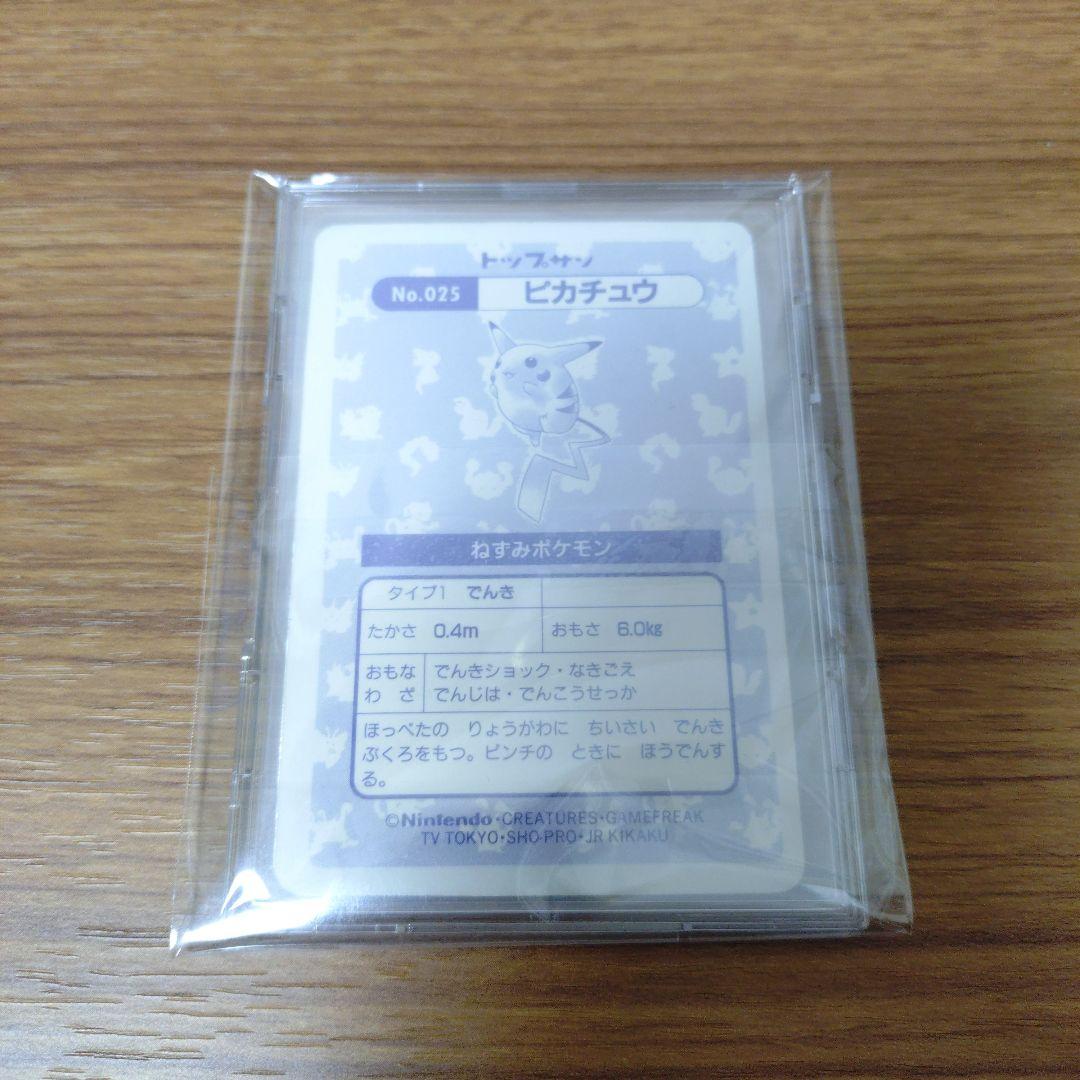 トップサン
No.025 ピカチュウ
ねずみポケモン
タイプ1 でんき
たかさ 0.4m おもさ 6.0kg
おもな でんきショック・なきごえ
わざ でんじは・でんこうせっか
ほっぺたの りょうがわに ちいさい でんき
ぶくろをもつ。ピンチの ときに ほうでんす
る。
©Nintendo・CREATURES・GAMEFREAK
TV TOKYO・SHO-PRO・JR KIKAKU